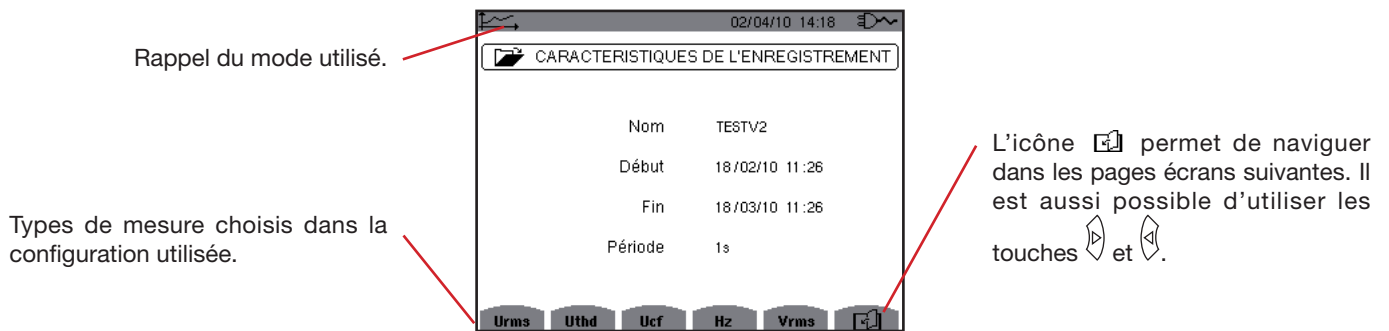 Rappel du mode utilisé.
Types de mesure choisis dans la
configuration utilisée.
02/04/10 14:18
CARACTERISTIQUES DE L'ENREGISTREMENT
Nom TESTV2
Début 18/02/10 11:26
Fin 18/03/10 11:26
Période 1s
Urms Uthd Ucf Hz Vrms
L'icône permet de naviguer
dans les pages écrans suivantes. Il
est aussi possible d'utiliser les
touches et .